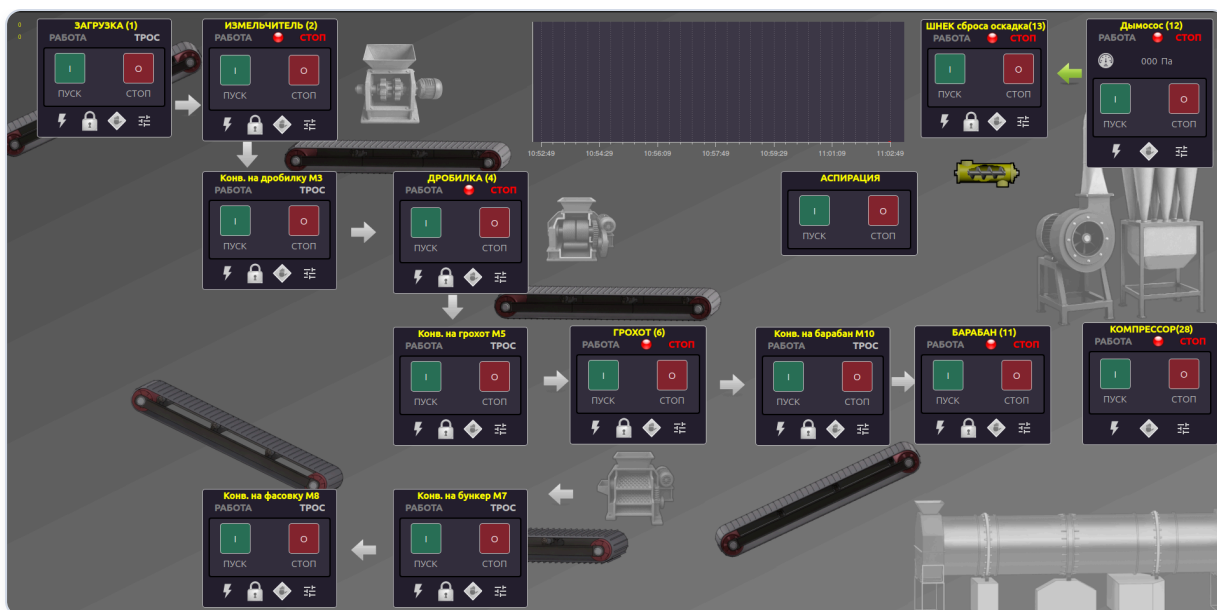 0
0
ЗАГРУЗКА (1)
РАБОТА ТРОС
I O
ПУСК СТОП
ИЗМЕЛЬЧИТЕЛЬ (2)
РАБОТА СТОП
I O
ПУСК СТОП
10:52:49 10:54:29 10:56:09 10:57:49 10:59:29 11:01:09 11:02:49
ШНЕК сброса оскадка(13)
РАБОТА СТОП
I O
ПУСК СТОП
Дымосос (12)
РАБОТА СТОП
000 Па
I O
ПУСК СТОП
Конв. на дробилку М3
РАБОТА ТРОС
I O
ПУСК СТОП
ДРОБИЛКА (4)
РАБОТА СТОП
I O
ПУСК СТОП
АСПИРАЦИЯ
I O
ПУСК СТОП
Конв. на грохот М5
РАБОТА ТРОС
I O
ПУСК СТОП
ГРОХОТ (6)
РАБОТА СТОП
I O
ПУСК СТОП
Конв. на барабан М10
РАБОТА ТРОС
I O
ПУСК СТОП
БАРАБАН (11)
РАБОТА СТОП
I O
ПУСК СТОП
КОМПРЕССОР(28)
РАБОТА СТОП
I O
ПУСК СТОП
Конв. на фасовку М8
РАБОТА ТРОС
I O
ПУСК СТОП
Конв. на бункер М7
РАБОТА ТРОС
I O
ПУСК СТОП